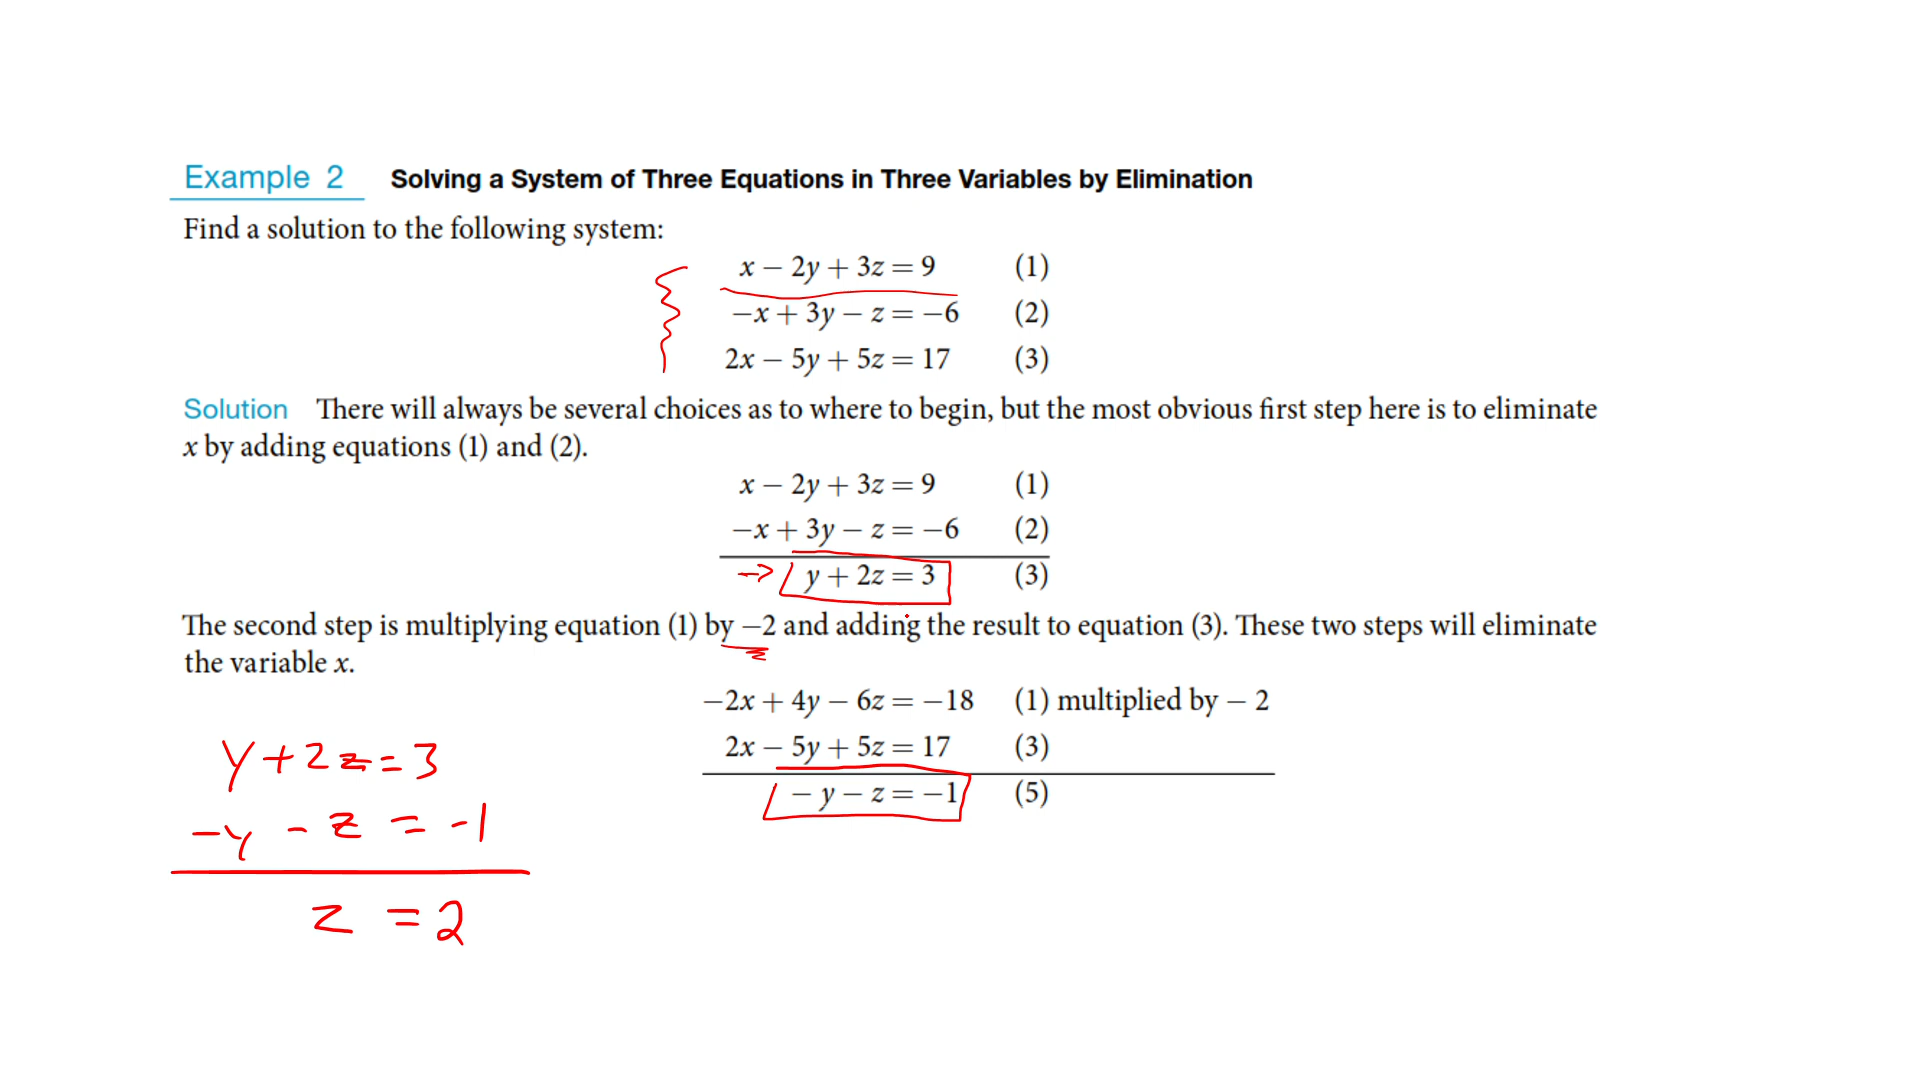 Example 2 Solving a System of Three Equations in Three Variables by Elimination
Find a solution to the following system:
x − 2y + 3z = 9 (1)
−x + 3y − z = −6 (2)
2x − 5y + 5z = 17 (3)
Solution There will always be several choices as to where to begin, but the most obvious first step here is to eliminate
x by adding equations (1) and (2).
x − 2y + 3z = 9 (1)
−x + 3y − z = −6 (2)
y + 2z = 3 (3)
The second step is multiplying equation (1) by −2 and adding the result to equation (3). These two steps will eliminate
the variable x.
−2x + 4y − 6z = −18 (1) multiplied by − 2
2x − 5y + 5z = 17 (3)
− y − z = −1 (5)
y + 2z = 3
−y − z = −1
z = 2